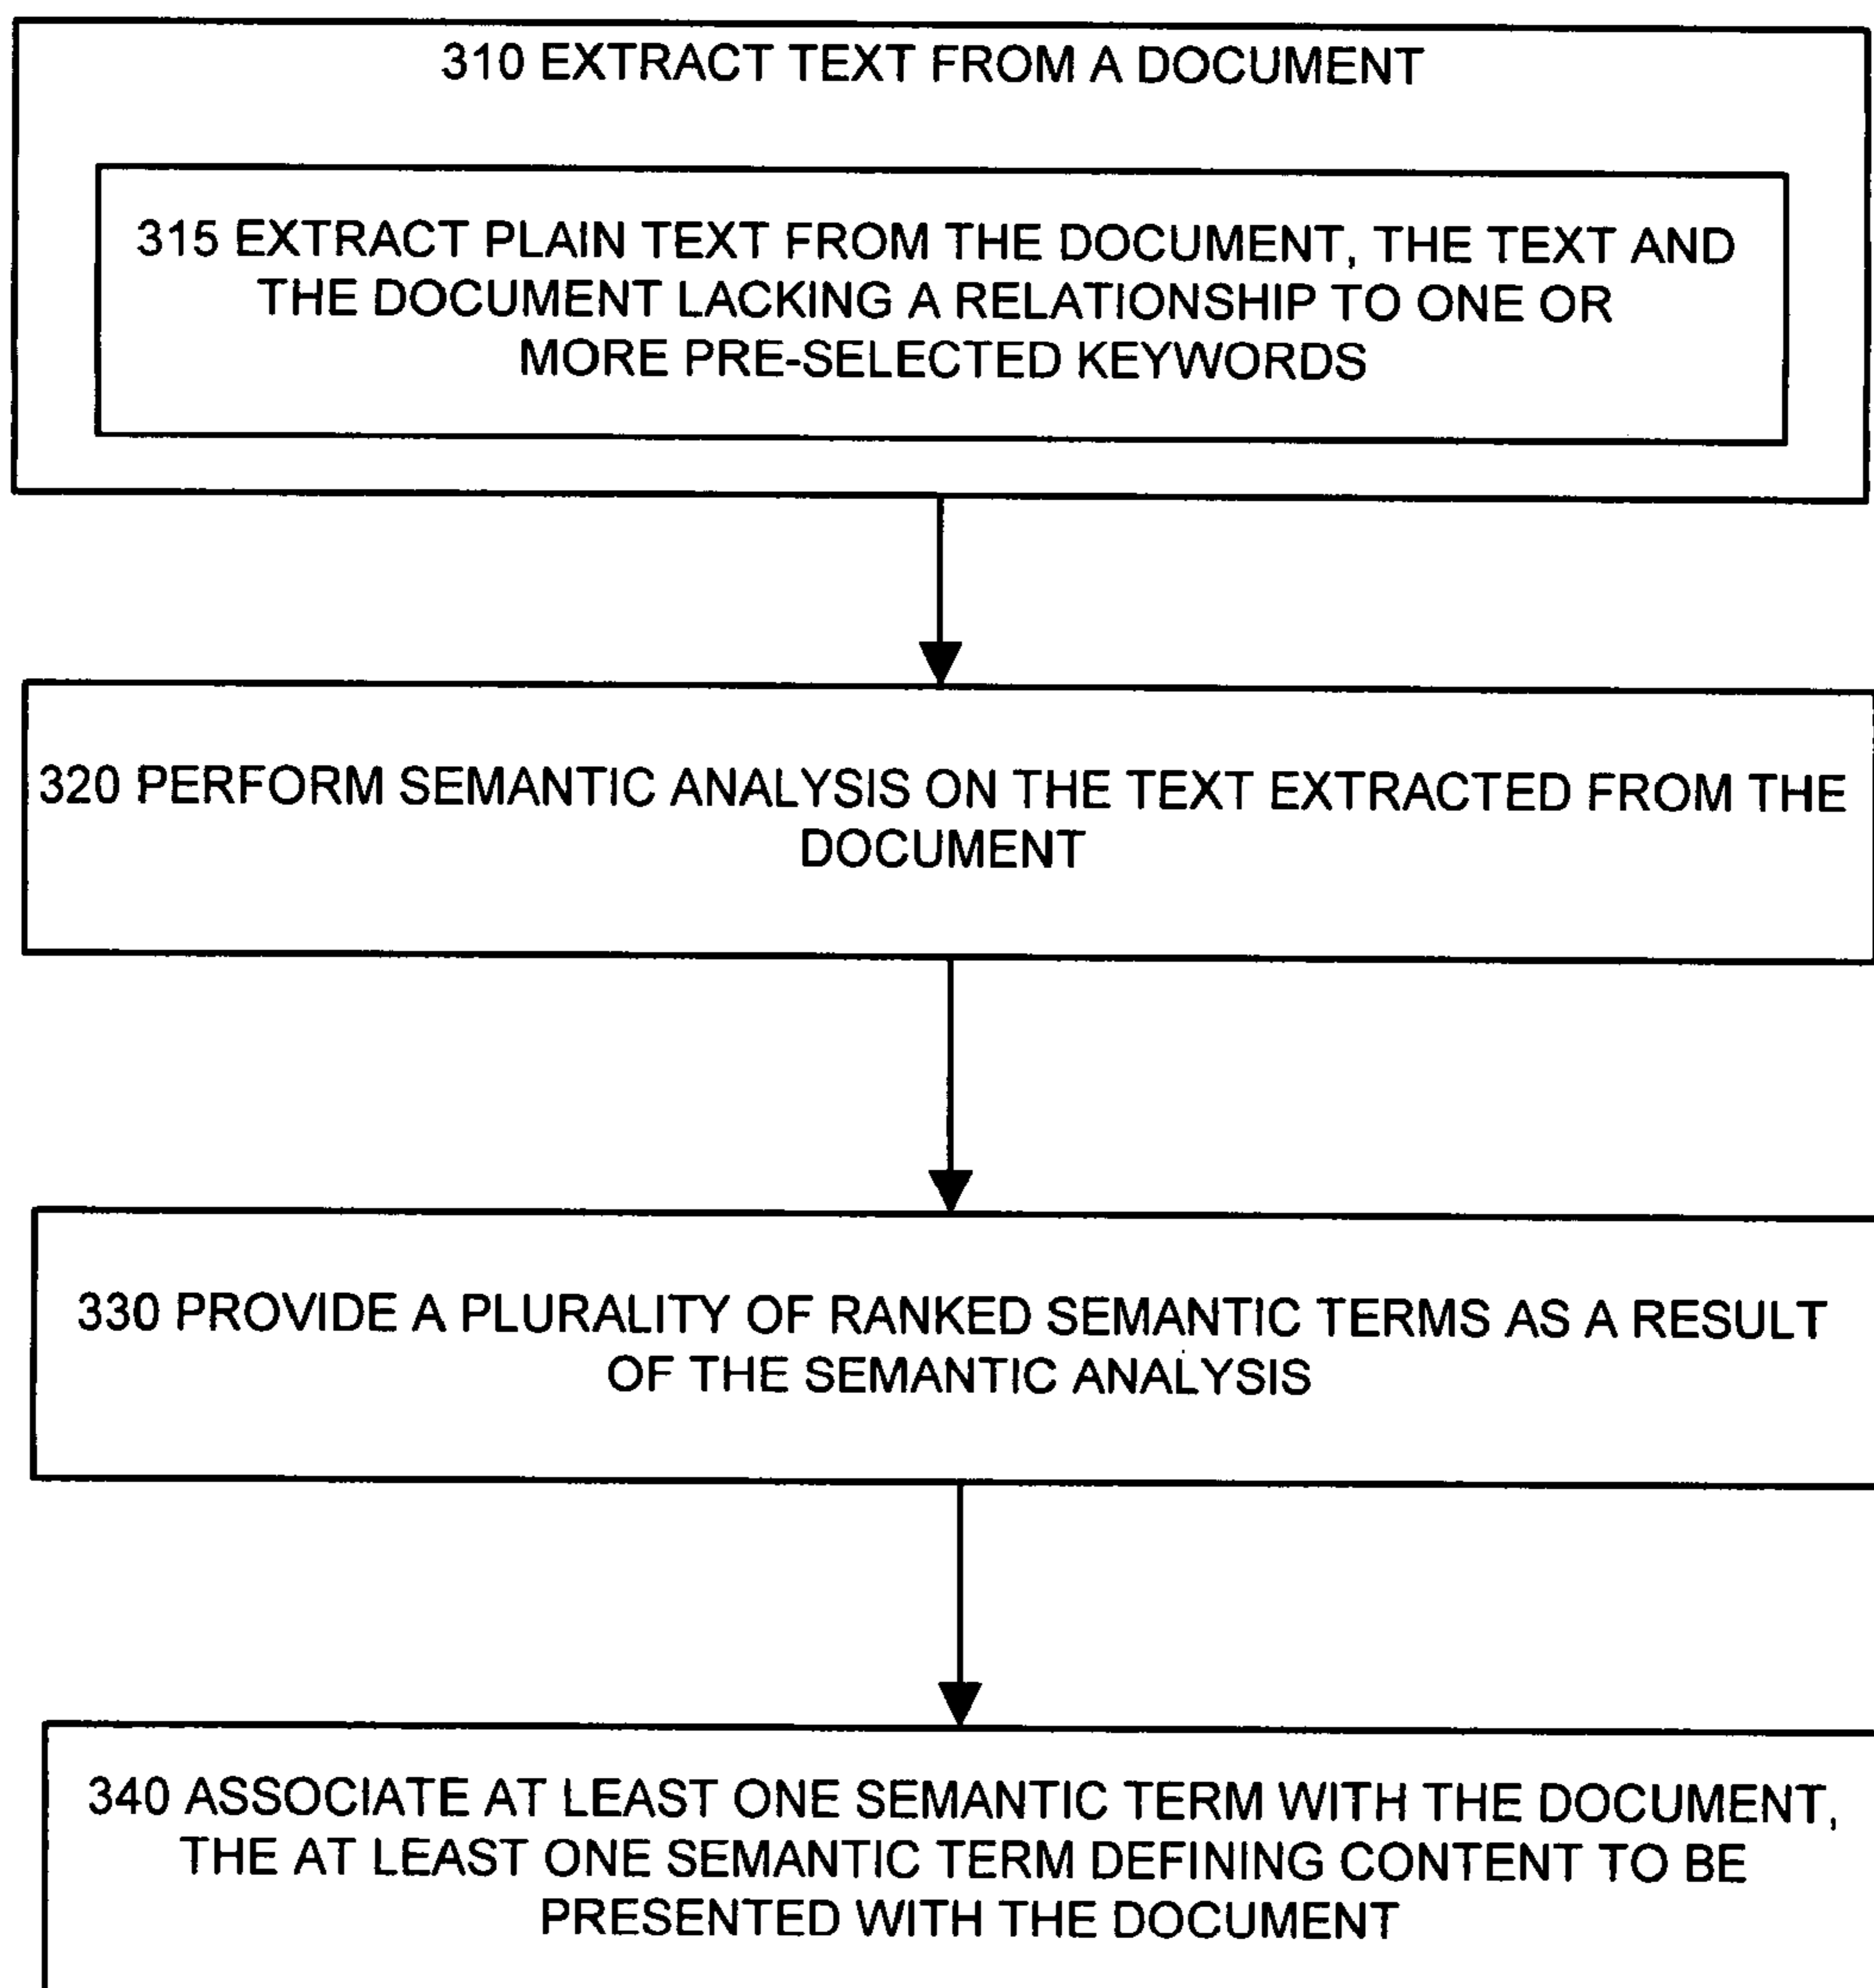 310 EXTRACT TEXT FROM A DOCUMENT
315 EXTRACT PLAIN TEXT FROM THE DOCUMENT, THE TEXT AND
THE DOCUMENT LACKING A RELATIONSHIP TO ONE OR
MORE PRE-SELECTED KEYWORDS
320 PERFORM SEMANTIC ANALYSIS ON THE TEXT EXTRACTED FROM THE
DOCUMENT
330 PROVIDE A PLURALITY OF RANKED SEMANTIC TERMS AS A RESULT
OF THE SEMANTIC ANALYSIS
340 ASSOCIATE AT LEAST ONE SEMANTIC TERM WITH THE DOCUMENT,
THE AT LEAST ONE SEMANTIC TERM DEFINING CONTENT TO BE
PRESENTED WITH THE DOCUMENT